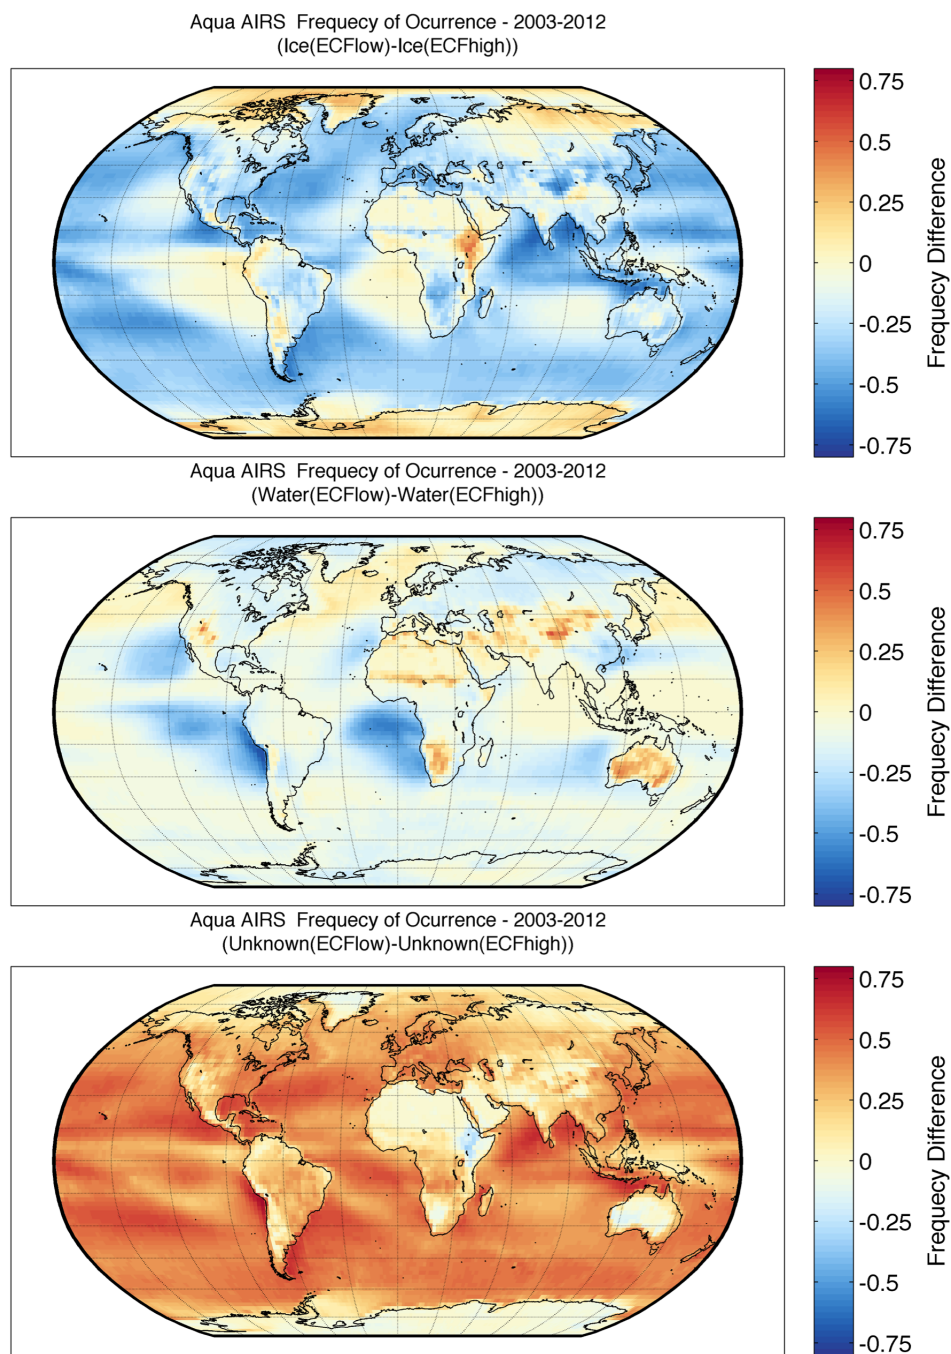 Aqua AIRS Frequecy of Ocurrence - 2003-2012
(Ice(ECFlow)-Ice(ECFhigh))
0.75
0.5
0.25
0
-0.25
-0.5
-0.75
Frequecy Difference
Aqua AIRS Frequecy of Ocurrence - 2003-2012
(Water(ECFlow)-Water(ECFhigh))
0.75
0.5
0.25
0
-0.25
-0.5
-0.75
Frequecy Difference
Aqua AIRS Frequecy of Ocurrence - 2003-2012
(Unknown(ECFlow)-Unknown(ECFhigh))
0.75
0.5
0.25
0
-0.25
-0.5
-0.75
Frequecy Difference